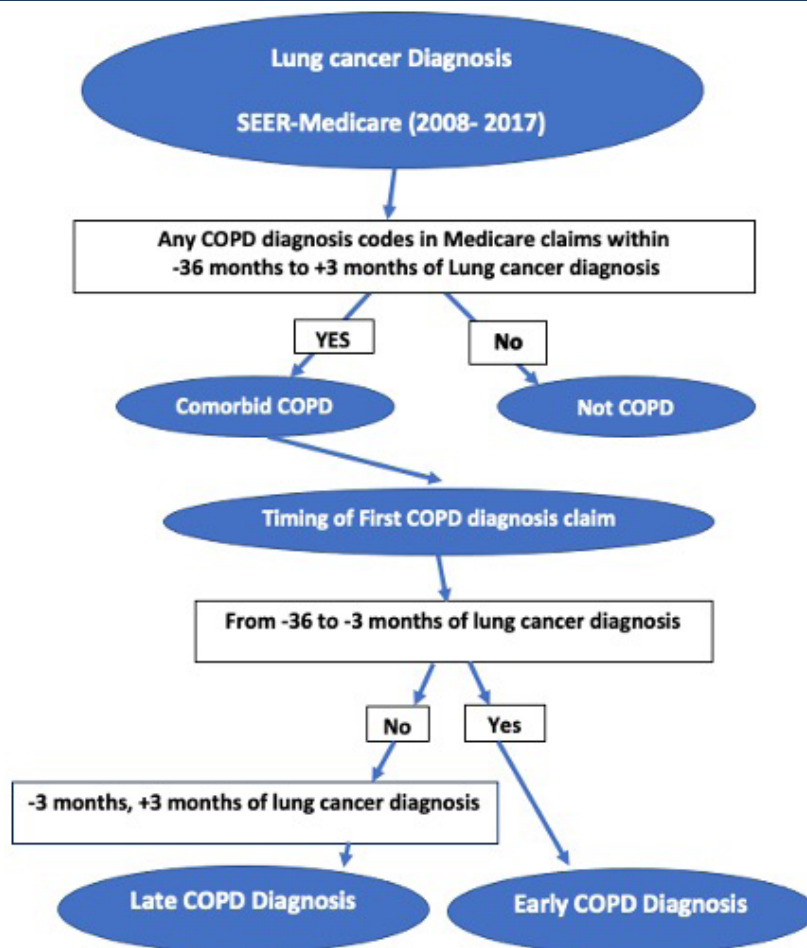 Lung cancer Diagnosis
SEER-Medicare (2008- 2017)
Any COPD diagnosis codes in Medicare claims within
-36 months to +3 months of Lung cancer diagnosis
YES
No
Comorbid COPD
Not COPD
Timing of First COPD diagnosis claim
From -36 to -3 months of lung cancer diagnosis
No
Yes
-3 months, +3 months of lung cancer diagnosis
Late COPD Diagnosis
Early COPD Diagnosis